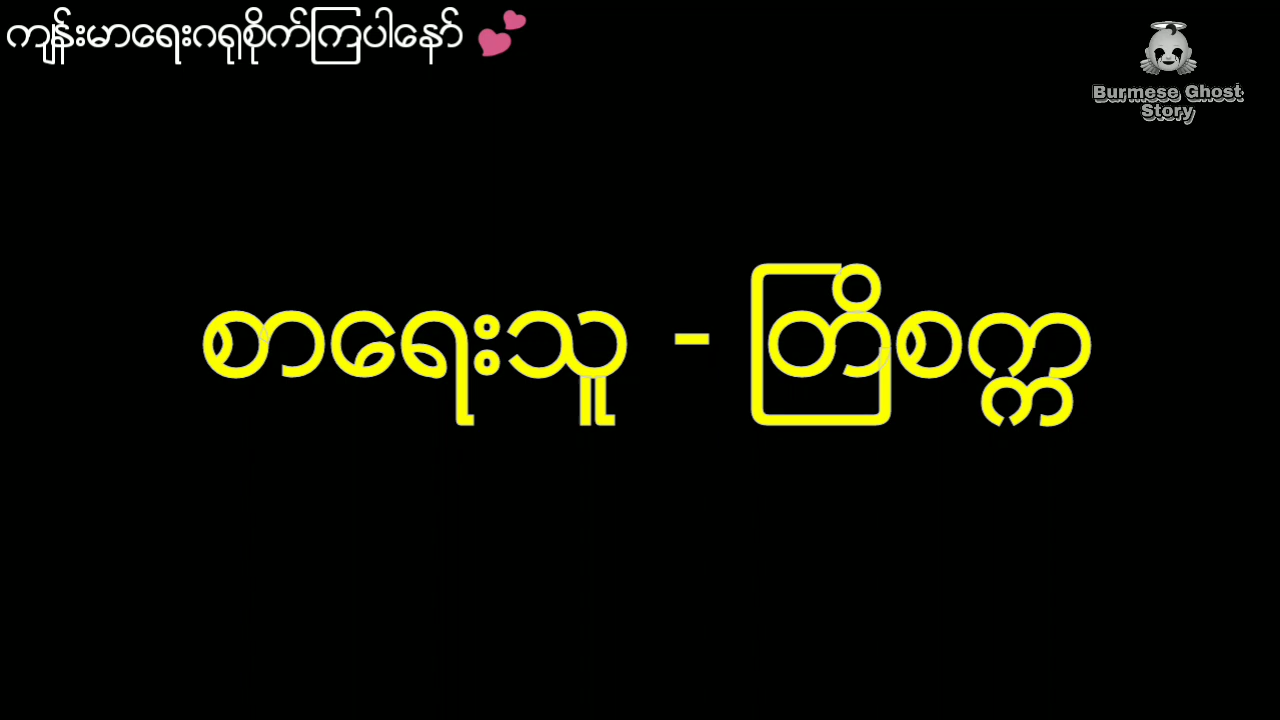 ကျန်းမာရေးဂရုစိုက်ကြပါနော် 💕
Burmese Ghost
Story
စာရေးသူ - တြိစက္က